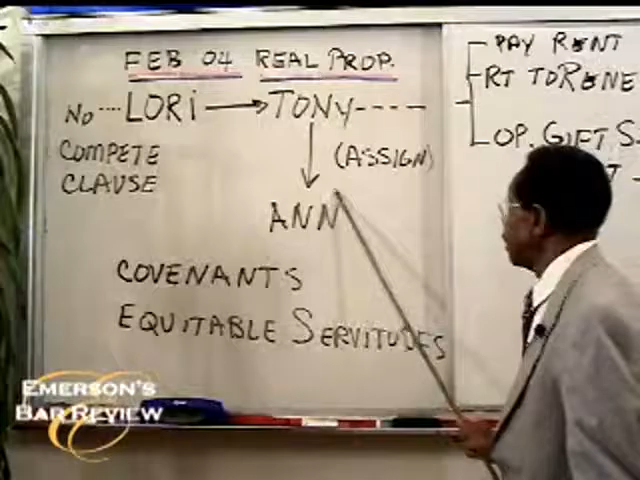 FEB 04 REAL PROP.
NO ---- LORI → TONY ----
COMPETE
CLAUSE
(ASSIGN)
ANN
COVENANTS
EQUITABLE SERVITUDES
PAY RENT
RT TO RENE
OP. GIFT S
EMERSON'S
BAR REVIEW